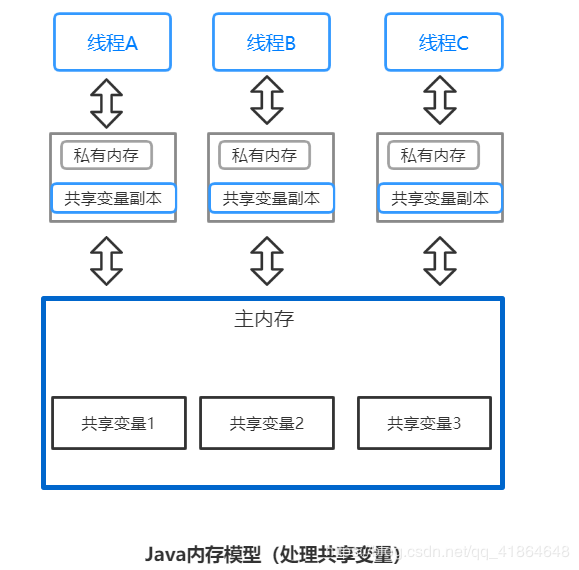 线程A
线程B
线程C
私有内存
私有内存
私有内存
共享变量副本
共享变量副本
共享变量副本
主内存
共享变量1
共享变量2
共享变量3
Java内存模型（处理共享变量）
csdn.net/qq_41864648